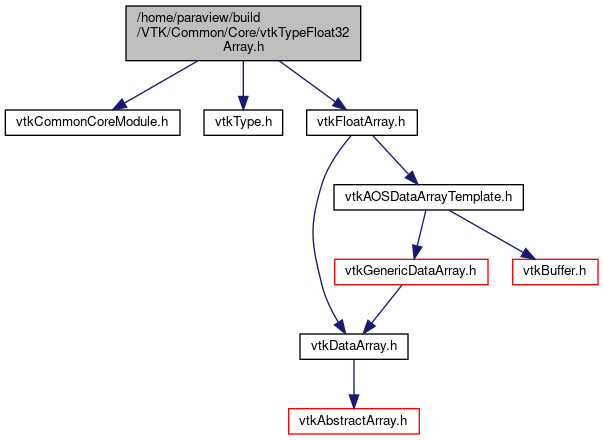 /home/paraview/build
/VTK/Common/Core/vtkTypeFloat32
Array.h
vtkCommonCoreModule.h
vtkType.h
vtkFloatArray.h
vtkAOSDataArrayTemplate.h
vtkGenericDataArray.h
vtkBuffer.h
vtkDataArray.h
vtkAbstractArray.h